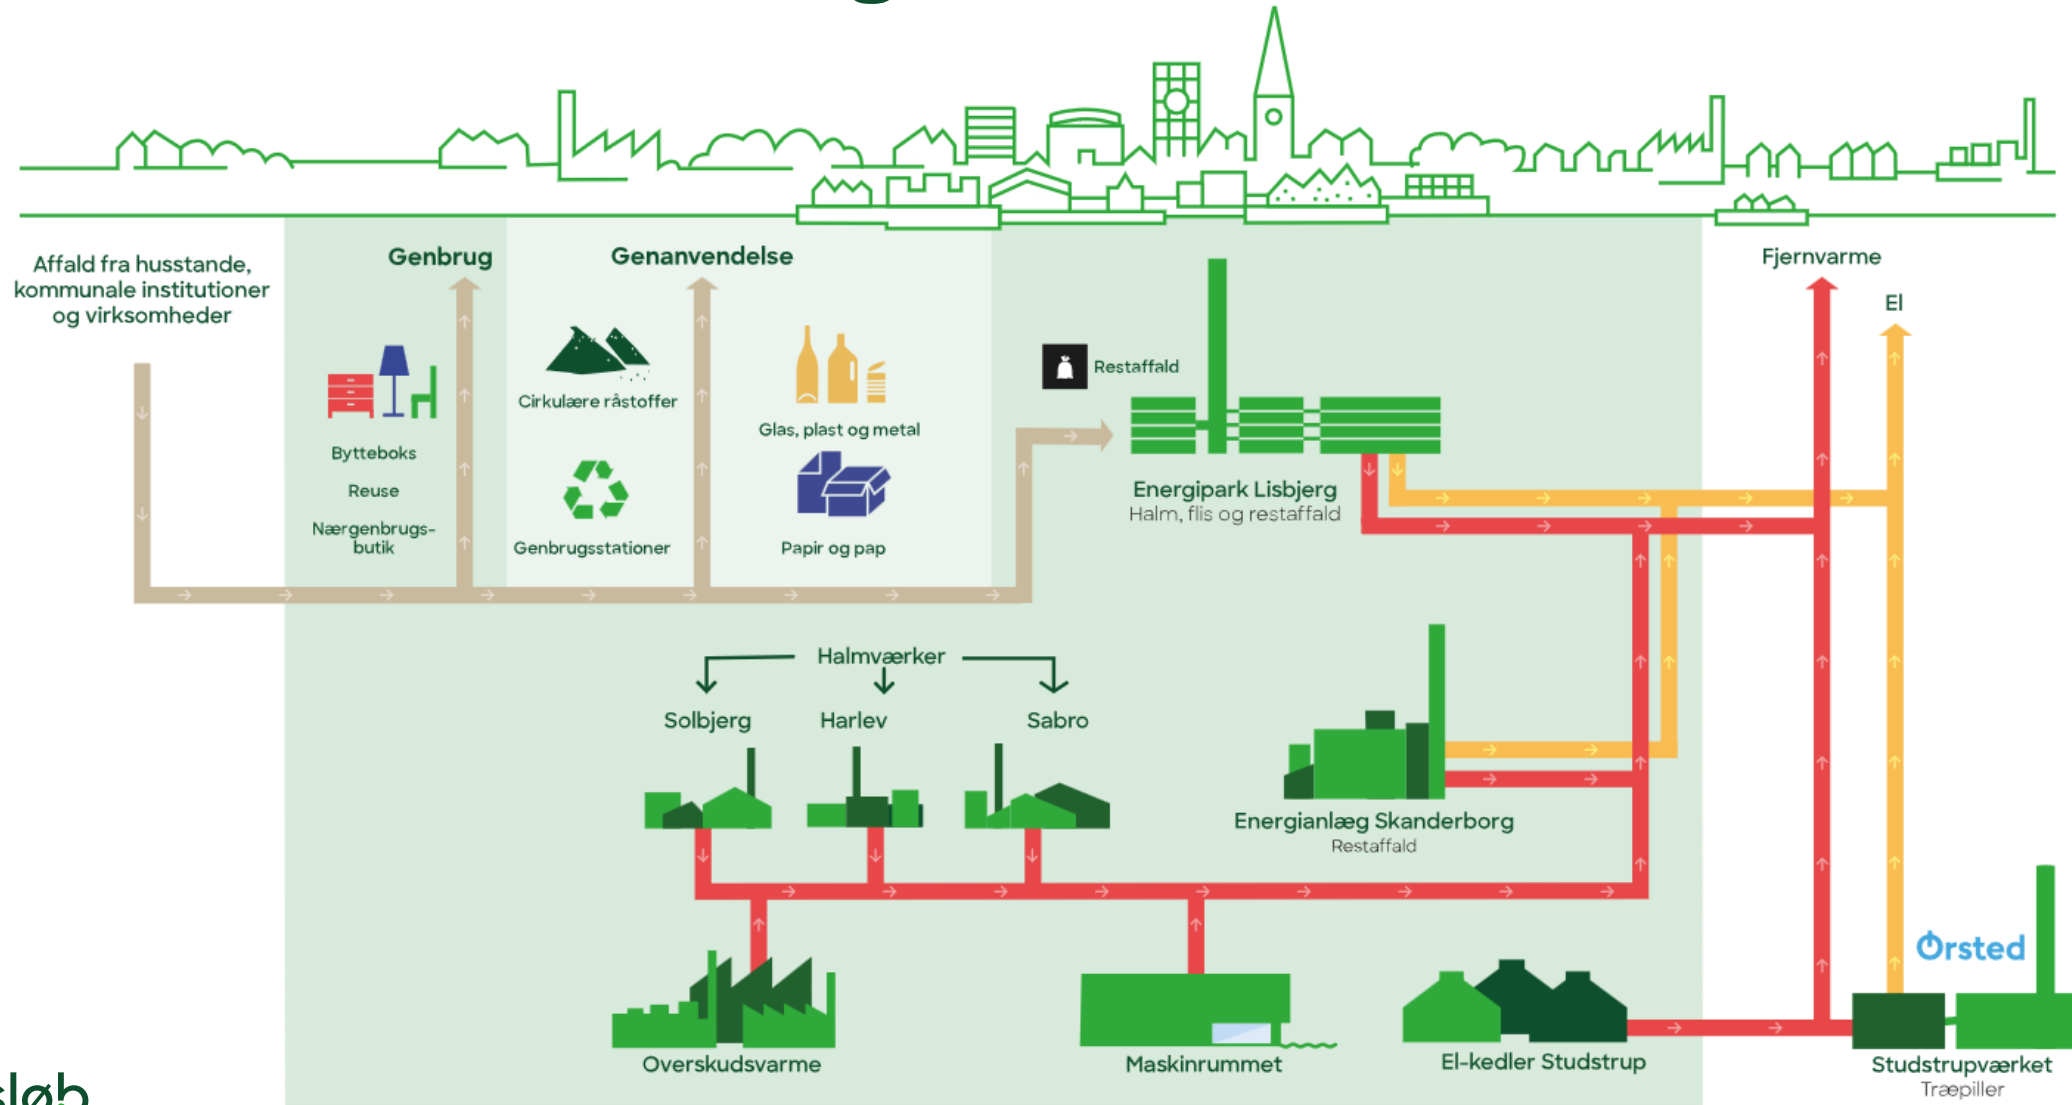 Affald fra husstande,
kommunale institutioner
og virksomheder
Genbrug
Bytteboks
Reuse
Nærgenbrugs-
butik
Genanvendelse
Cirkulære råstoffer
Genbrugsstationer
Glas, plast og metal
Papir og pap
Restaffald
Energipark Lisbjerg
Halm, flis og restaffald
Fjernvarme
El
Halmværker
Solbjerg
Harlev
Sabro
Energianlæg Skanderborg
Restaffald
Ørsted
Overskudsvarme
Maskinrummet
El-kedler Studstrup
Studstrupværket
Træpiller